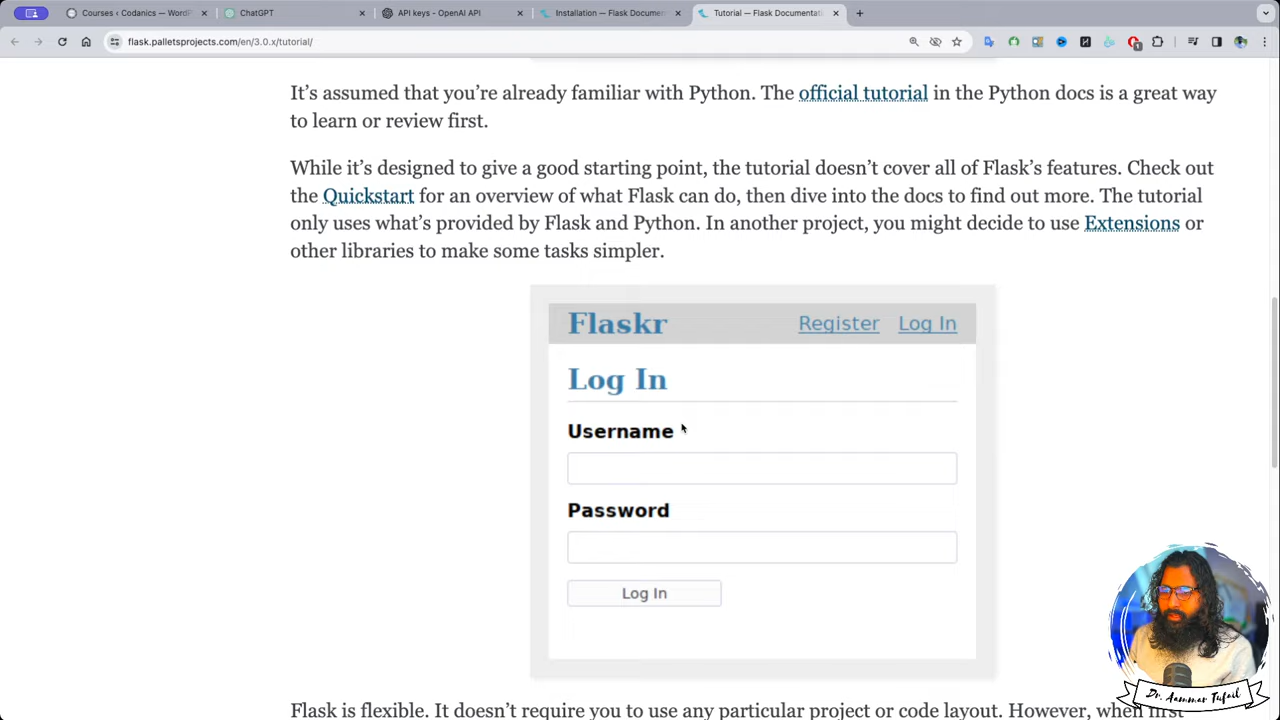 Courses < Codanics — WordP
ChatGPT
API keys - OpenAI API
Installation — Flask Documen
Tutorial — Flask Documentati
flask.palletsprojects.com/en/3.0.x/tutorial/
It's assumed that you're already familiar with Python. The official tutorial in the Python docs is a great way
to learn or review first.
While it's designed to give a good starting point, the tutorial doesn't cover all of Flask's features. Check out
the Quickstart for an overview of what Flask can do, then dive into the docs to find out more. The tutorial
only uses what's provided by Flask and Python. In another project, you might decide to use Extensions or
other libraries to make some tasks simpler.
Flaskr Register Log In
Log In
Username
Password
Log In
Flask is flexible. It doesn't require you to use any particular project or code layout. However, when first
Dr. Aammar Tufail